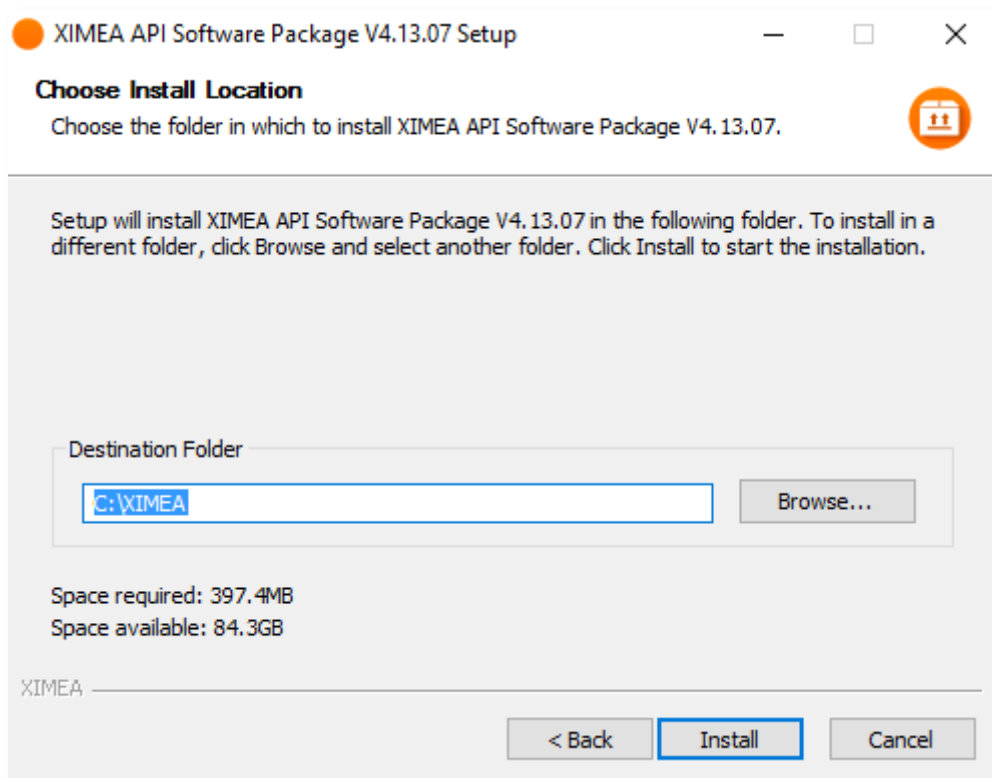 XIMEA API Software Package V4.13.07 Setup
Choose Install Location
Choose the folder in which to install XIMEA API Software Package V4.13.07.
Setup will install XIMEA API Software Package V4.13.07 in the following folder. To install in a
different folder, click Browse and select another folder. Click Install to start the installation.
Destination Folder
C:\XIMEA
Browse...
Space required: 397.4MB
Space available: 84.3GB
XIMEA
< Back
Install
Cancel